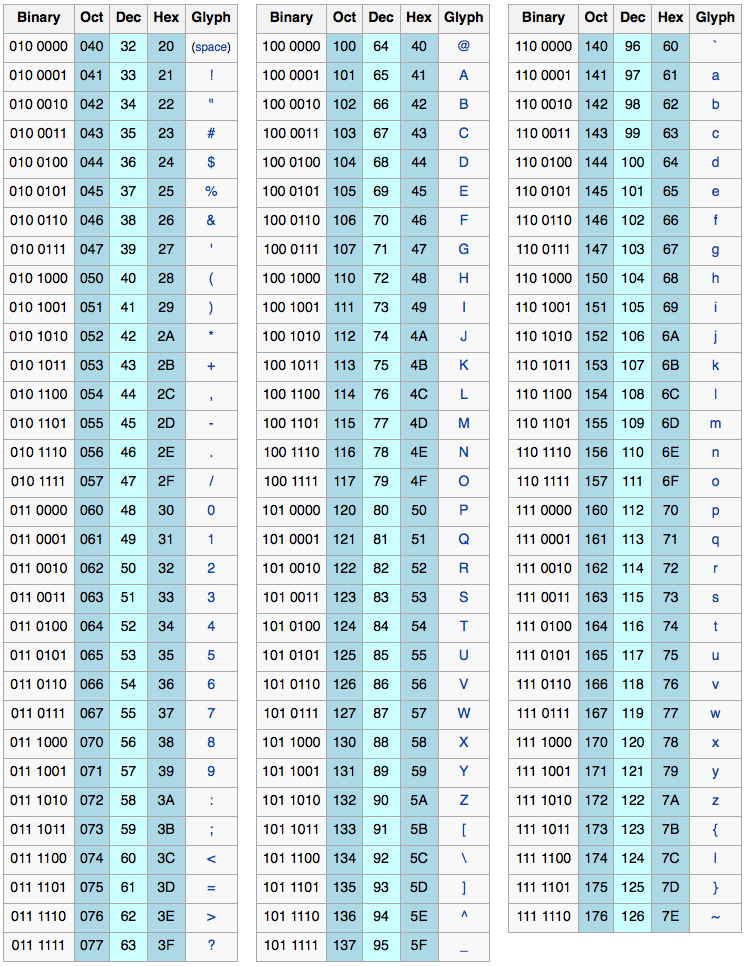 Binary Oct Dec Hex Glyph
010 0000 040 32 20 (space)
010 0001 041 33 21 !
010 0010 042 34 22 "
010 0011 043 35 23 #
010 0100 044 36 24 $
010 0101 045 37 25 %
010 0110 046 38 26 &
010 0111 047 39 27 '
010 1000 050 40 28 (
010 1001 051 41 29 )
010 1010 052 42 2A *
010 1011 053 43 2B +
010 1100 054 44 2C ,
010 1101 055 45 2D -
010 1110 056 46 2E .
010 1111 057 47 2F /
011 0000 060 48 30 0
011 0001 061 49 31 1
011 0010 062 50 32 2
011 0011 063 51 33 3
011 0100 064 52 34 4
011 0101 065 53 35 5
011 0110 066 54 36 6
011 0111 067 55 37 7
011 1000 070 56 38 8
011 1001 071 57 39 9
011 1010 072 58 3A :
011 1011 073 59 3B ;
011 1100 074 60 3C <
011 1101 075 61 3D =
011 1110 076 62 3E >
011 1111 077 63 3F ?
Binary Oct Dec Hex Glyph
100 0000 100 64 40 @
100 0001 101 65 41 A
100 0010 102 66 42 B
100 0011 103 67 43 C
100 0100 104 68 44 D
100 0101 105 69 45 E
100 0110 106 70 46 F
100 0111 107 71 47 G
100 1000 110 72 48 H
100 1001 111 73 49 I
100 1010 112 74 4A J
100 1011 113 75 4B K
100 1100 114 76 4C L
100 1101 115 77 4D M
100 1110 116 78 4E N
100 1111 117 79 4F O
101 0000 120 80 50 P
101 0001 121 81 51 Q
101 0010 122 82 52 R
101 0011 123 83 53 S
101 0100 124 84 54 T
101 0101 125 85 55 U
101 0110 126 86 56 V
101 0111 127 87 57 W
101 1000 130 88 58 X
101 1001 131 89 59 Y
101 1010 132 90 5A Z
101 1011 133 91 5B [
101 1100 134 92 5C \
101 1101 135 93 5D ]
101 1110 136 94 5E ^
101 1111 137 95 5F _
Binary Oct Dec Hex Glyph
110 0000 140 96 60 `
110 0001 141 97 61 a
110 0010 142 98 62 b
110 0011 143 99 63 c
110 0100 144 100 64 d
110 0101 145 101 65 e
110 0110 146 102 66 f
110 0111 147 103 67 g
110 1000 150 104 68 h
110 1001 151 105 69 i
110 1010 152 106 6A j
110 1011 153 107 6B k
110 1100 154 108 6C l
110 1101 155 109 6D m
110 1110 156 110 6E n
110 1111 157 111 6F o
111 0000 160 112 70 p
111 0001 161 113 71 q
111 0010 162 114 72 r
111 0011 163 115 73 s
111 0100 164 116 74 t
111 0101 165 117 75 u
111 0110 166 118 76 v
111 0111 167 119 77 w
111 1000 170 120 78 x
111 1001 171 121 79 y
111 1010 172 122 7A z
111 1011 173 123 7B {
111 1100 174 124 7C |
111 1101 175 125 7D }
111 1110 176 126 7E ~